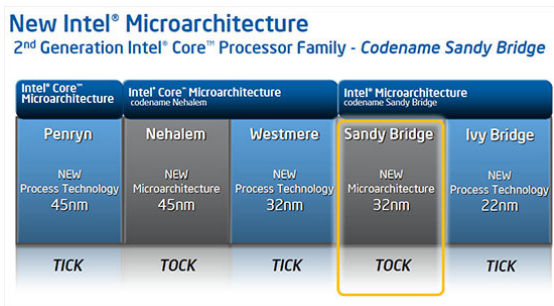 New Intel® Microarchitecture
2nd Generation Intel® Core™ Processor Family - Codename Sandy Bridge
Intel® Core™
Microarchitecture
Intel® Core™ Microarchitecture
codename Nehalem
Intel® Microarchitecture
codename Sandy Bridge
Penryn
NEW
Process Technology
45nm
TICK
Nehalem
NEW
Microarchitecture
45nm
TOCK
Westmere
NEW
Process Technology
32nm
TICK
Sandy Bridge
NEW
Microarchitecture
32nm
TOCK
Ivy Bridge
NEW
Process Technology
22nm
TICK